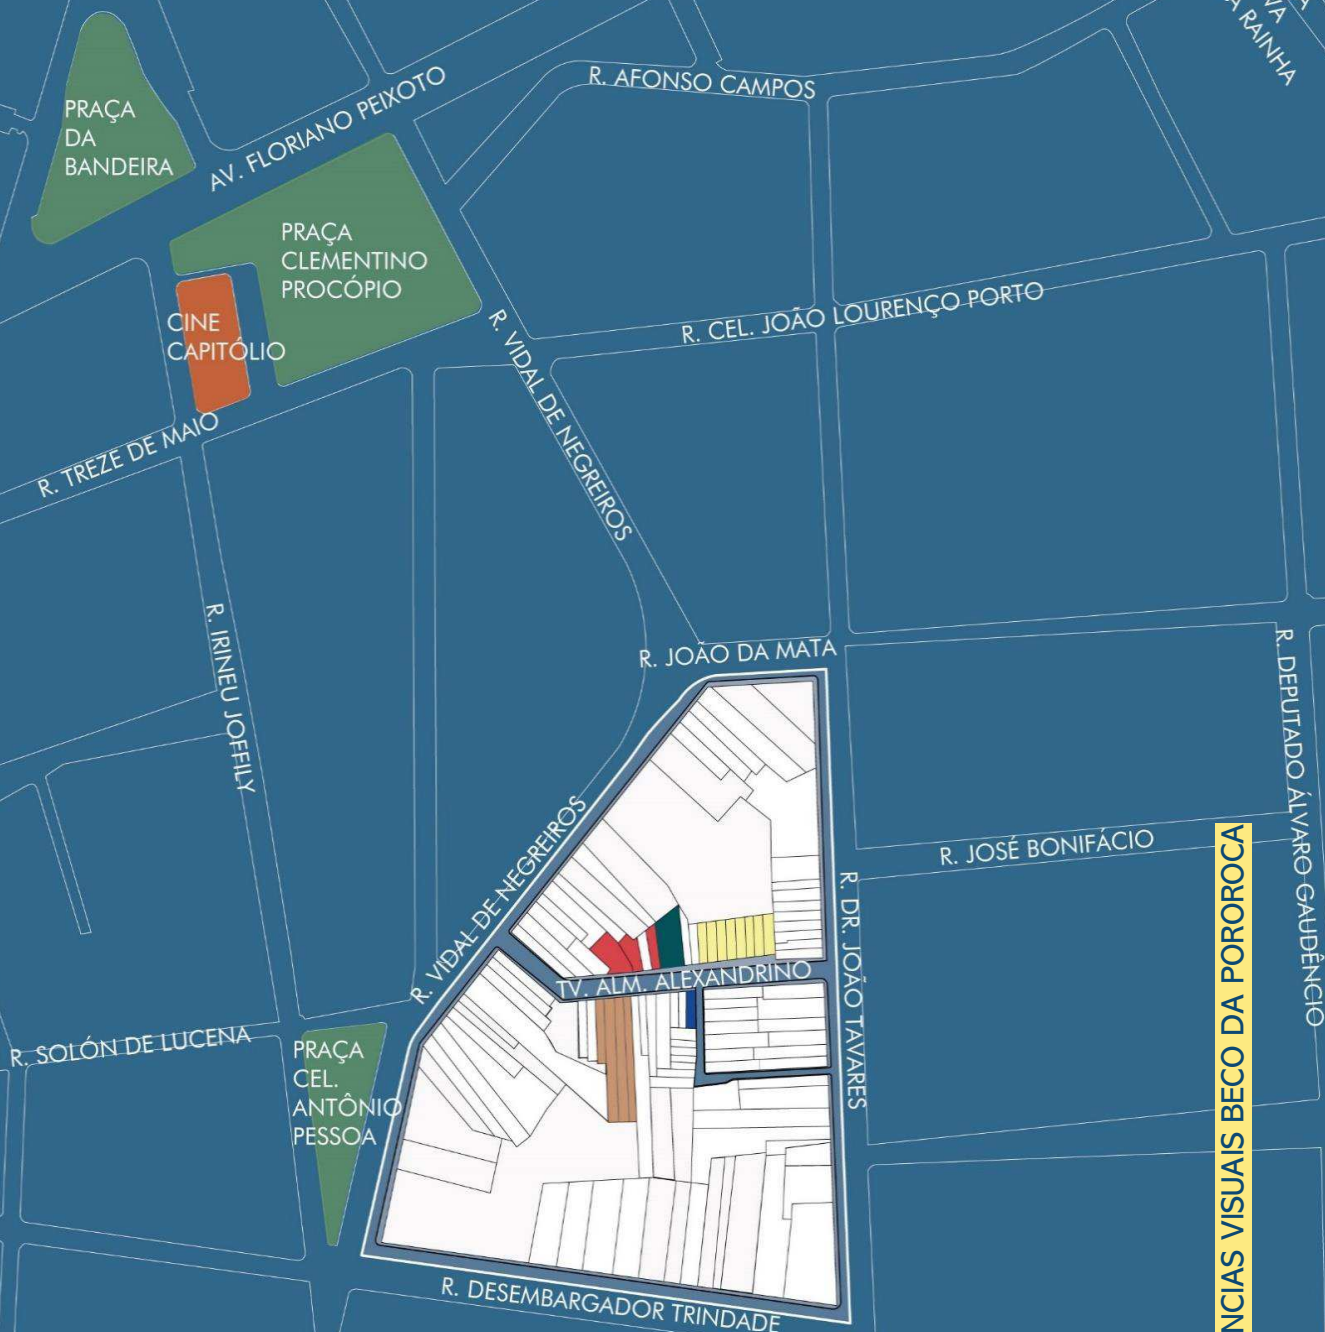 PRAÇA
DA
BANDEIRA
AV. FLORIANO PEIXOTO
R. AFONSO CAMPOS
RAINHA
PRAÇA
CLEMENTINO
PROCÓPIO
CINE
CAPITÓLIO
R. TREZE DE MAIO
R. VIDAL DE NEGREIROS
R. CEL. JOÃO LOURENÇO PORTO
R. IRINEU JOFFILY
R. JOÃO DA MATA
R. DEPUTADO ÁLVARO GAUDÊNCIO
R. JOSÉ BONIFÁCIO
R. VIDAL DE NEGREIROS
R. DR. JOÃO TAVARES
TV. ALM. ALEXANDRINO
R. SOLÓN DE LUCENA
PRAÇA
CEL.
ANTÔNIO
PESSOA
R. DESEMBARGADOR TRINDADE
NCIAS VISUAIS BECO DA POROROCA